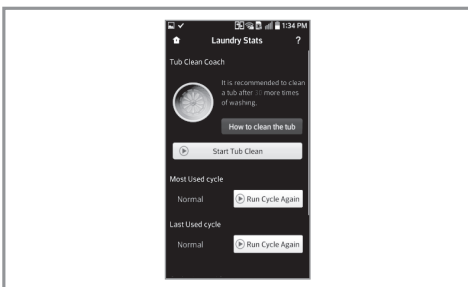 1:34 PM
Laundry Stats
?
Tub Clean Coach
It is recommended to clean
a tub after more times
of washing.
How to clean the tub
Start Tub Clean
Most Used cycle
Normal
Run Cycle Again
Last Used cycle
Normal
Run Cycle Again